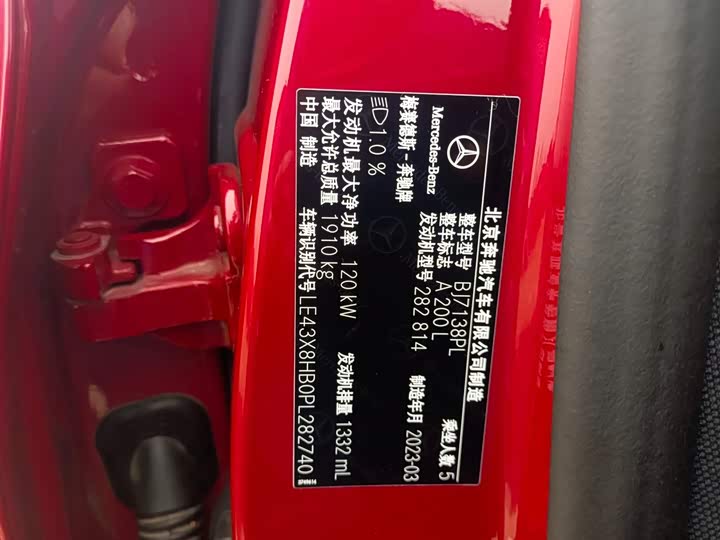 北京奔驰汽车有限公司制造
Mercedes-Benz
梅赛德斯-奔驰牌
整车型号 BJ7138PL 乘坐人数 5
整车标志 A 200 L
发动机型号 282 814 制造年月 2023-03
1.0 %
发动机最大净功率 120 kW 发动机排量 1332 mL
最大允许总质量 1910 kg
中国 制造 车辆识别代号 LE43X8HB0PL282740